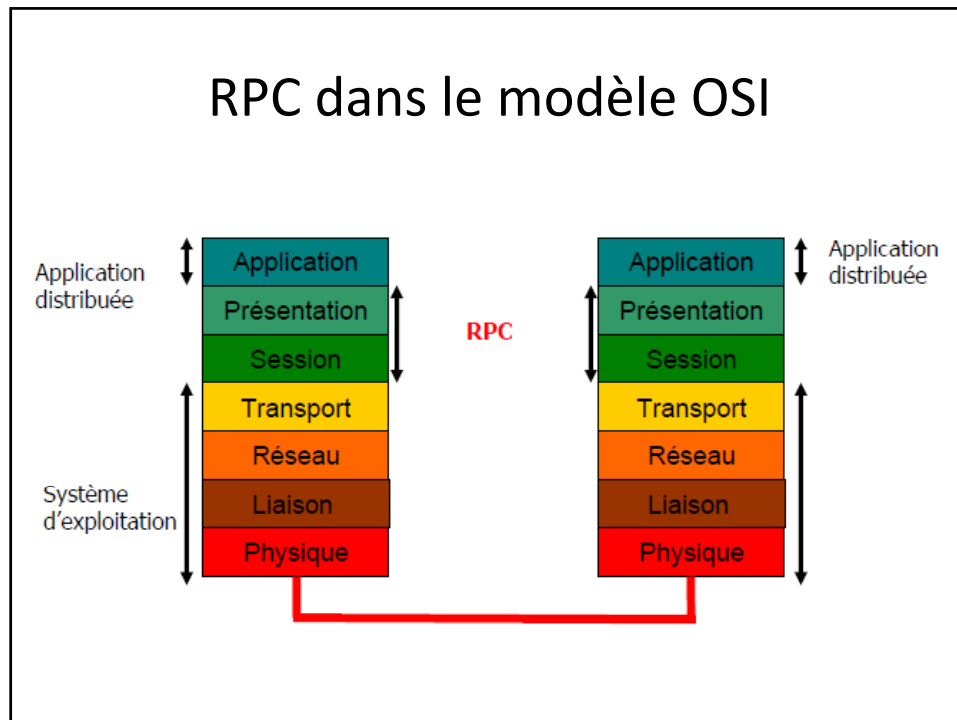 RPC dans le modèle OSI
Application
distribuée
Système
d'exploitation
Application
Présentation
Session
Transport
Réseau
Liaison
Physique
RPC
Application
Présentation
Session
Transport
Réseau
Liaison
Physique
Application
distribuée